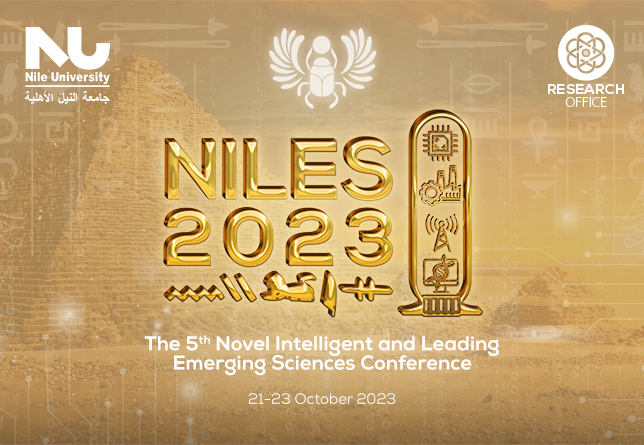 NU
Nile University
جامعة النيل الأهلية
RESEARCH
OFFICE
NILES
2023
The 5th Novel Intelligent and Leading
Emerging Sciences Conference
21-23 October 2023